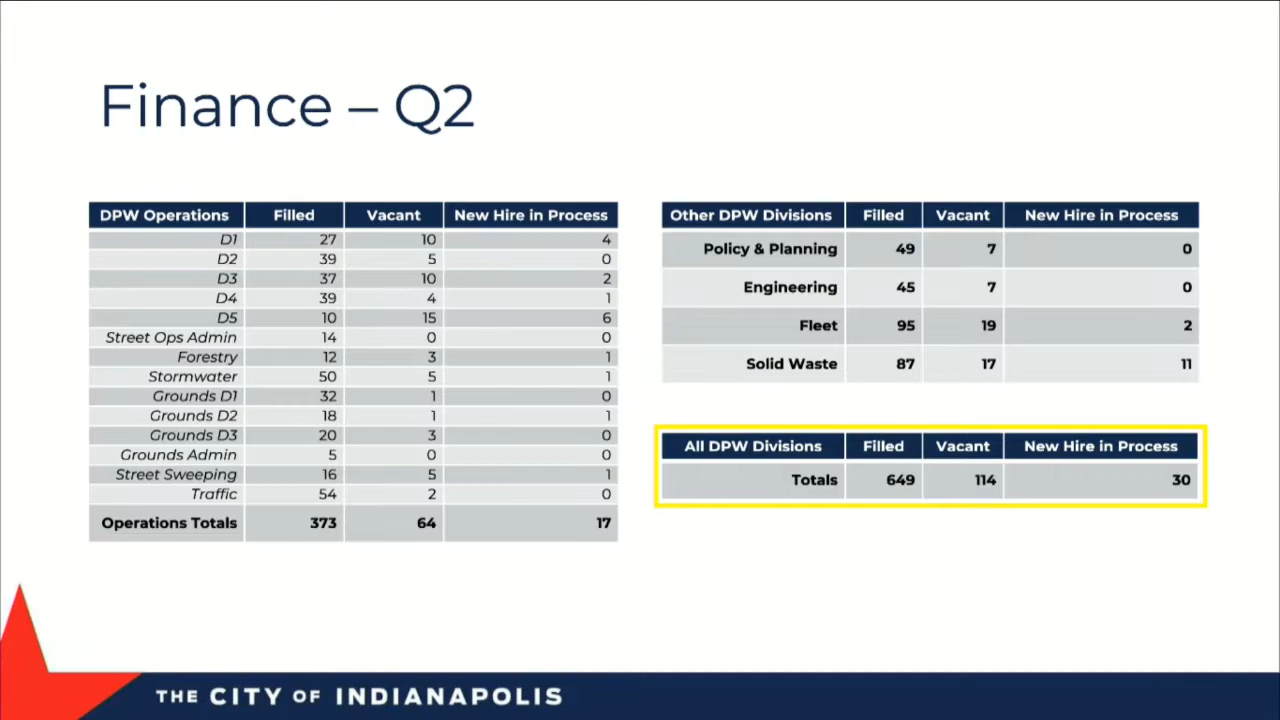 Finance – Q2
DPW Operations Filled Vacant New Hire in Process
D1 27 10 4
D2 39 5 0
D3 37 10 2
D4 39 4 1
D5 10 15 6
Street Ops Admin 14 0 0
Forestry 12 3 1
Stormwater 50 5 1
Grounds D1 32 1 0
Grounds D2 18 1 1
Grounds D3 20 3 0
Grounds Admin 5 0 0
Street Sweeping 16 5 1
Traffic 54 2 0
Operations Totals 373 64 17
Other DPW Divisions Filled Vacant New Hire in Process
Policy & Planning 49 7 0
Engineering 45 7 0
Fleet 95 19 2
Solid Waste 87 17 11
All DPW Divisions Filled Vacant New Hire in Process
Totals 649 114 30
THE CITY OF INDIANAPOLIS